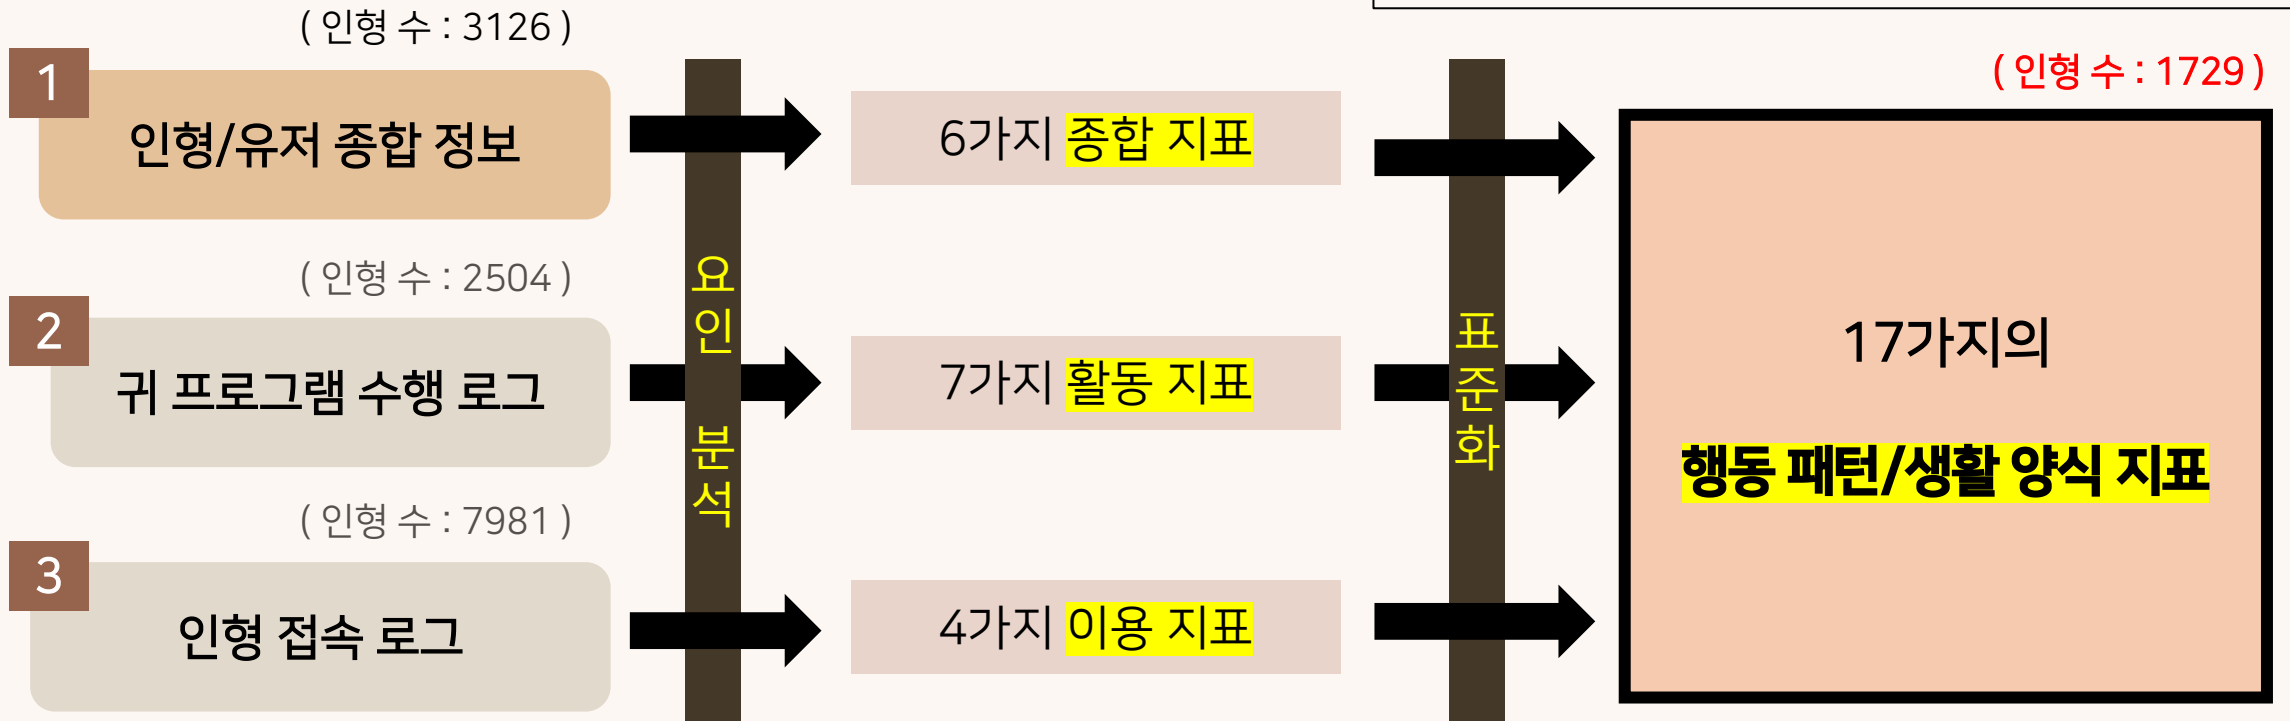 ( 인형 수 : 3126 )
1
인형/유저 종합 정보
( 인형 수 : 2504 )
2
귀 프로그램 수행 로그
( 인형 수 : 7981 )
3
인형 접속 로그
요인 분석
6가지 종합 지표
7가지 활동 지표
4가지 이용 지표
표준화
( 인형 수 : 1729 )
17가지의
행동 패턴/생활 양식 지표